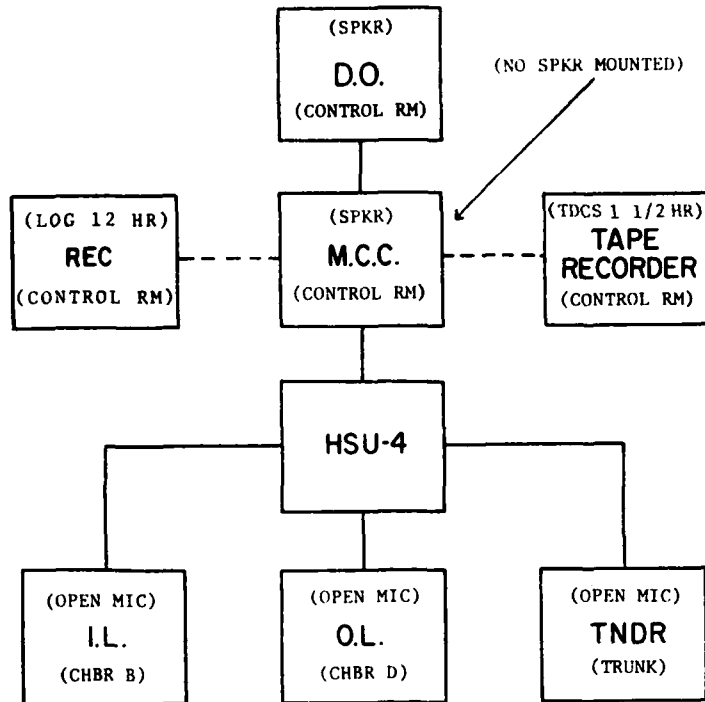 (SPKR)
D.O.
(CONTROL RM)
(NO SPKR MOUNTED)
(LOG 12 HR)
REC
(CONTROL RM)
(SPKR)
M.C.C.
(CONTROL RM)
(TDCS 1 1/2 HR)
TAPE
RECORDER
(CONTROL RM)
HSU-4
(OPEN MIC)
I.L.
(CHBR B)
(OPEN MIC)
O.L.
(CHBR D)
(OPEN MIC)
TNDR
(TRUNK)